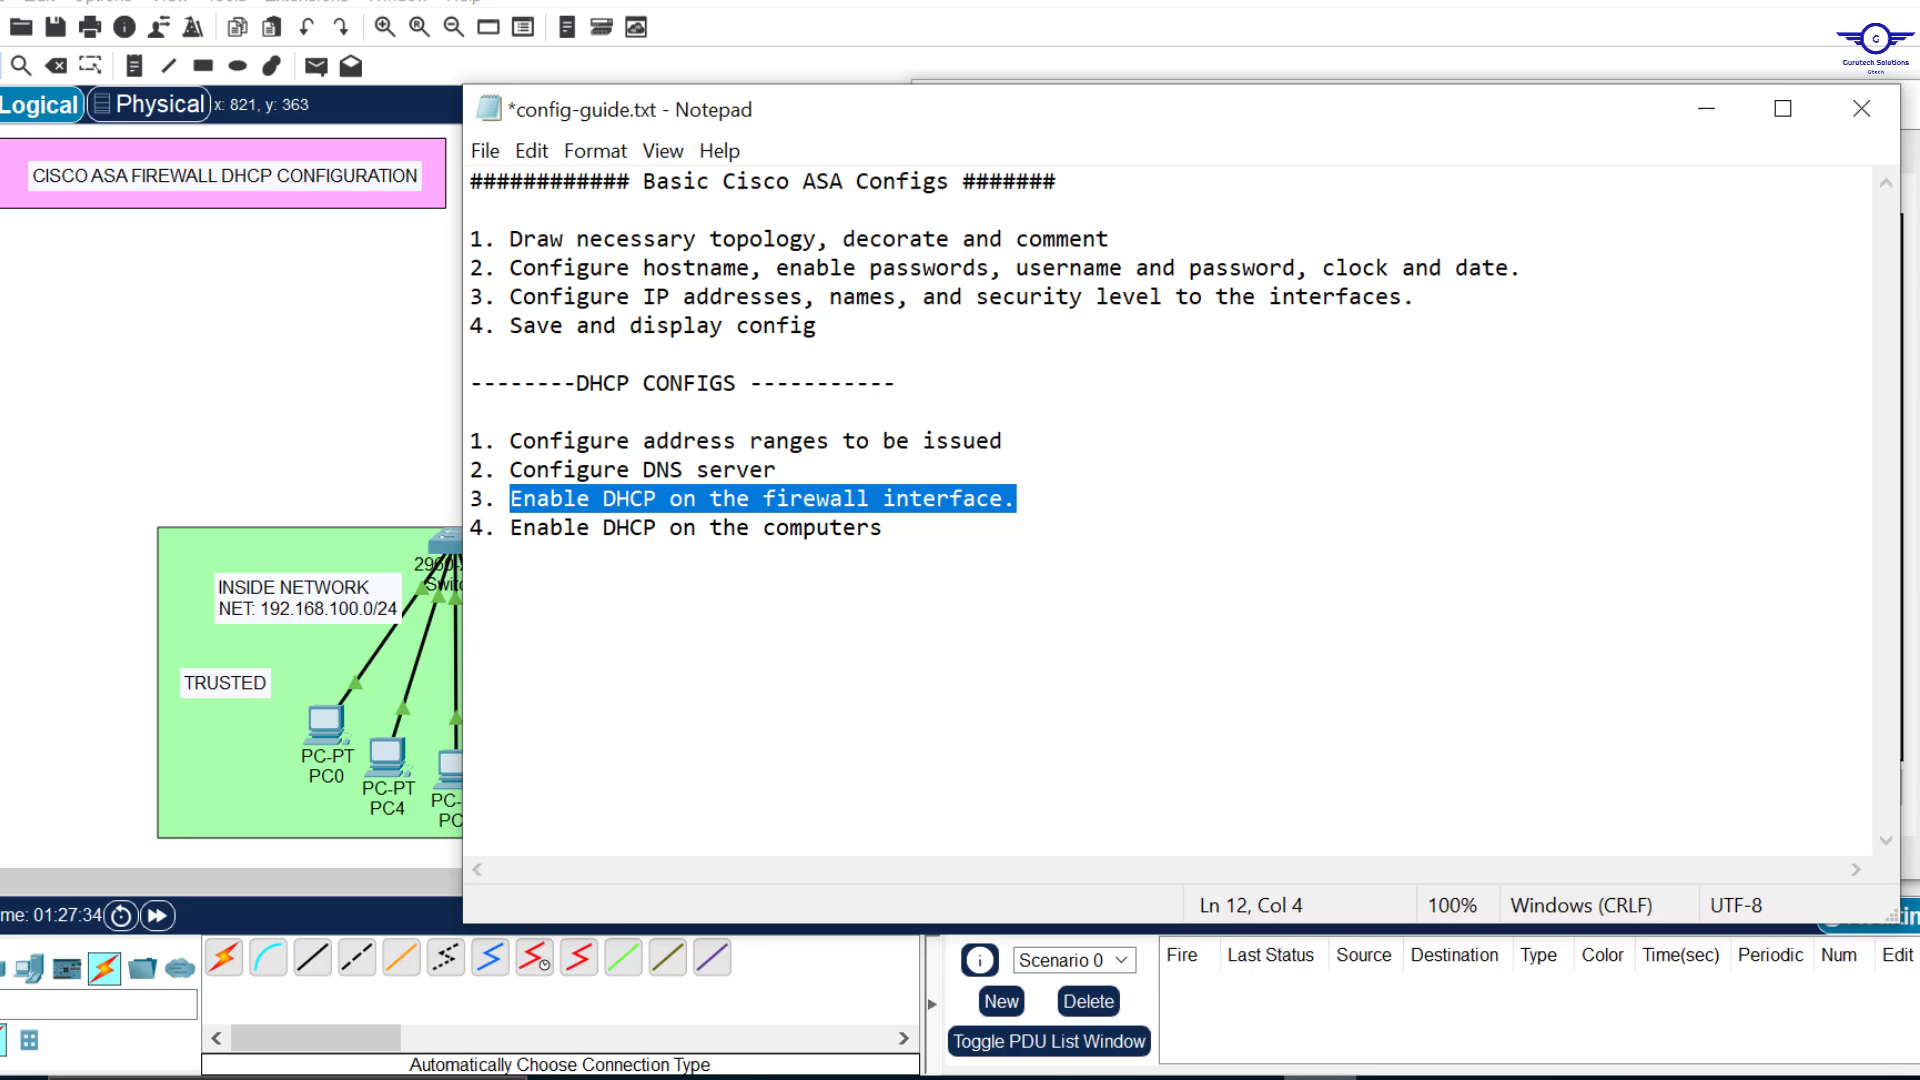 Gurutech Solutions
Gtech
Logical
Physical
x: 821, y: 363
CISCO ASA FIREWALL DHCP CONFIGURATION
*config-guide.txt - Notepad
File Edit Format View Help
############ Basic Cisco ASA Configs #######
1. Draw necessary topology, decorate and comment
2. Configure hostname, enable passwords, username and password, clock and date.
3. Configure IP addresses, names, and security level to the interfaces.
4. Save and display config
--------DHCP CONFIGS -----------
1. Configure address ranges to be issued
2. Configure DNS server
3. Enable DHCP on the firewall interface.
4. Enable DHCP on the computers
INSIDE NETWORK
NET: 192.168.100.0/24
TRUSTED
PC-PT
PC0
PC-PT
PC4
PC-
PC
Ln 12, Col 4
100%
Windows (CRLF)
UTF-8
me: 01:27:34
Scenario 0
New
Delete
Toggle PDU List Window
Fire Last Status Source Destination Type Color Time(sec) Periodic Num Edit
Automatically Choose Connection Type